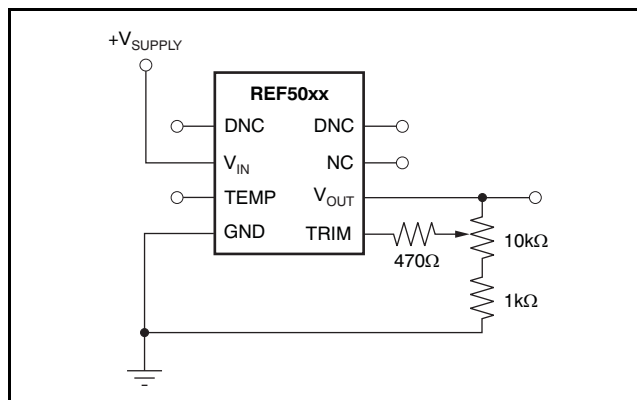 +V_SUPPLY
REF50xx
DNC DNC
V_IN NC
TEMP V_OUT
GND TRIM
470Ω
10kΩ
1kΩ